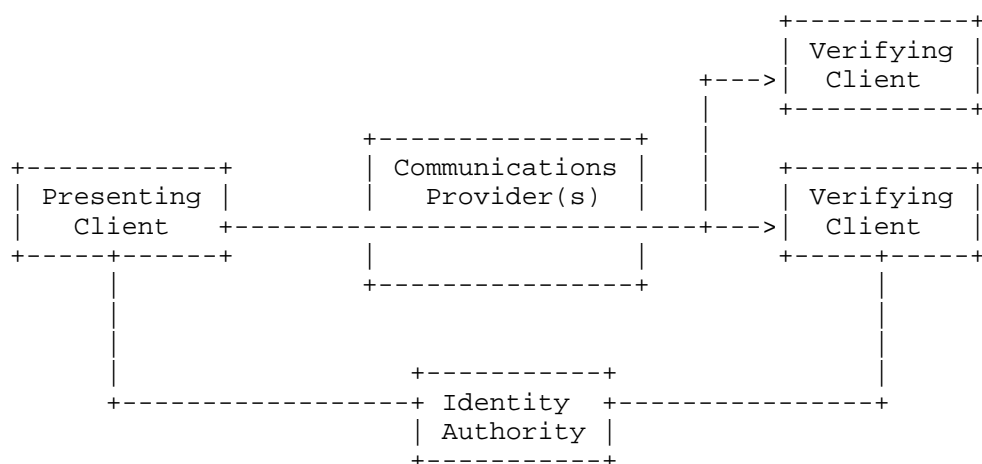 Verifying
Client
Communications
Provider(s)
Presenting
Client
Verifying
Client
Identity
Authority